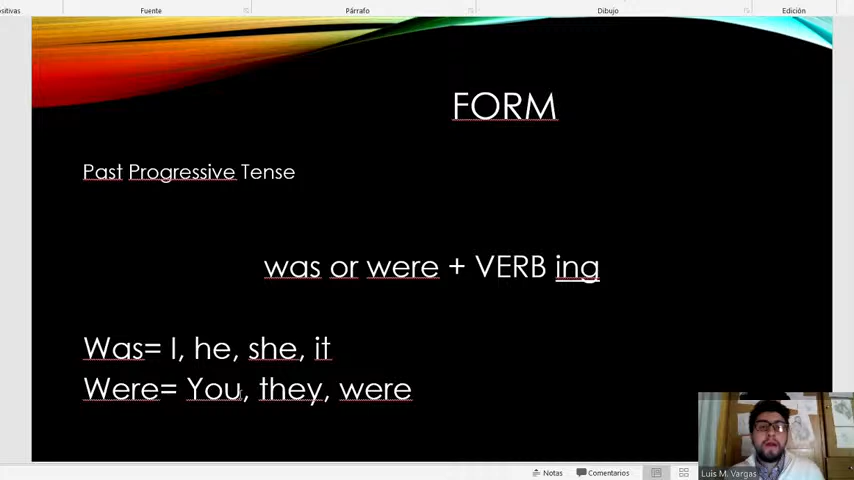 ositivas Fuente Párrafo Dibujo Edición
FORM
Past Progressive Tense
was or were + VERB ing
Was= I, he, she, it
Were= You, they, were
Luis M. Vargas
Notas Comentarios